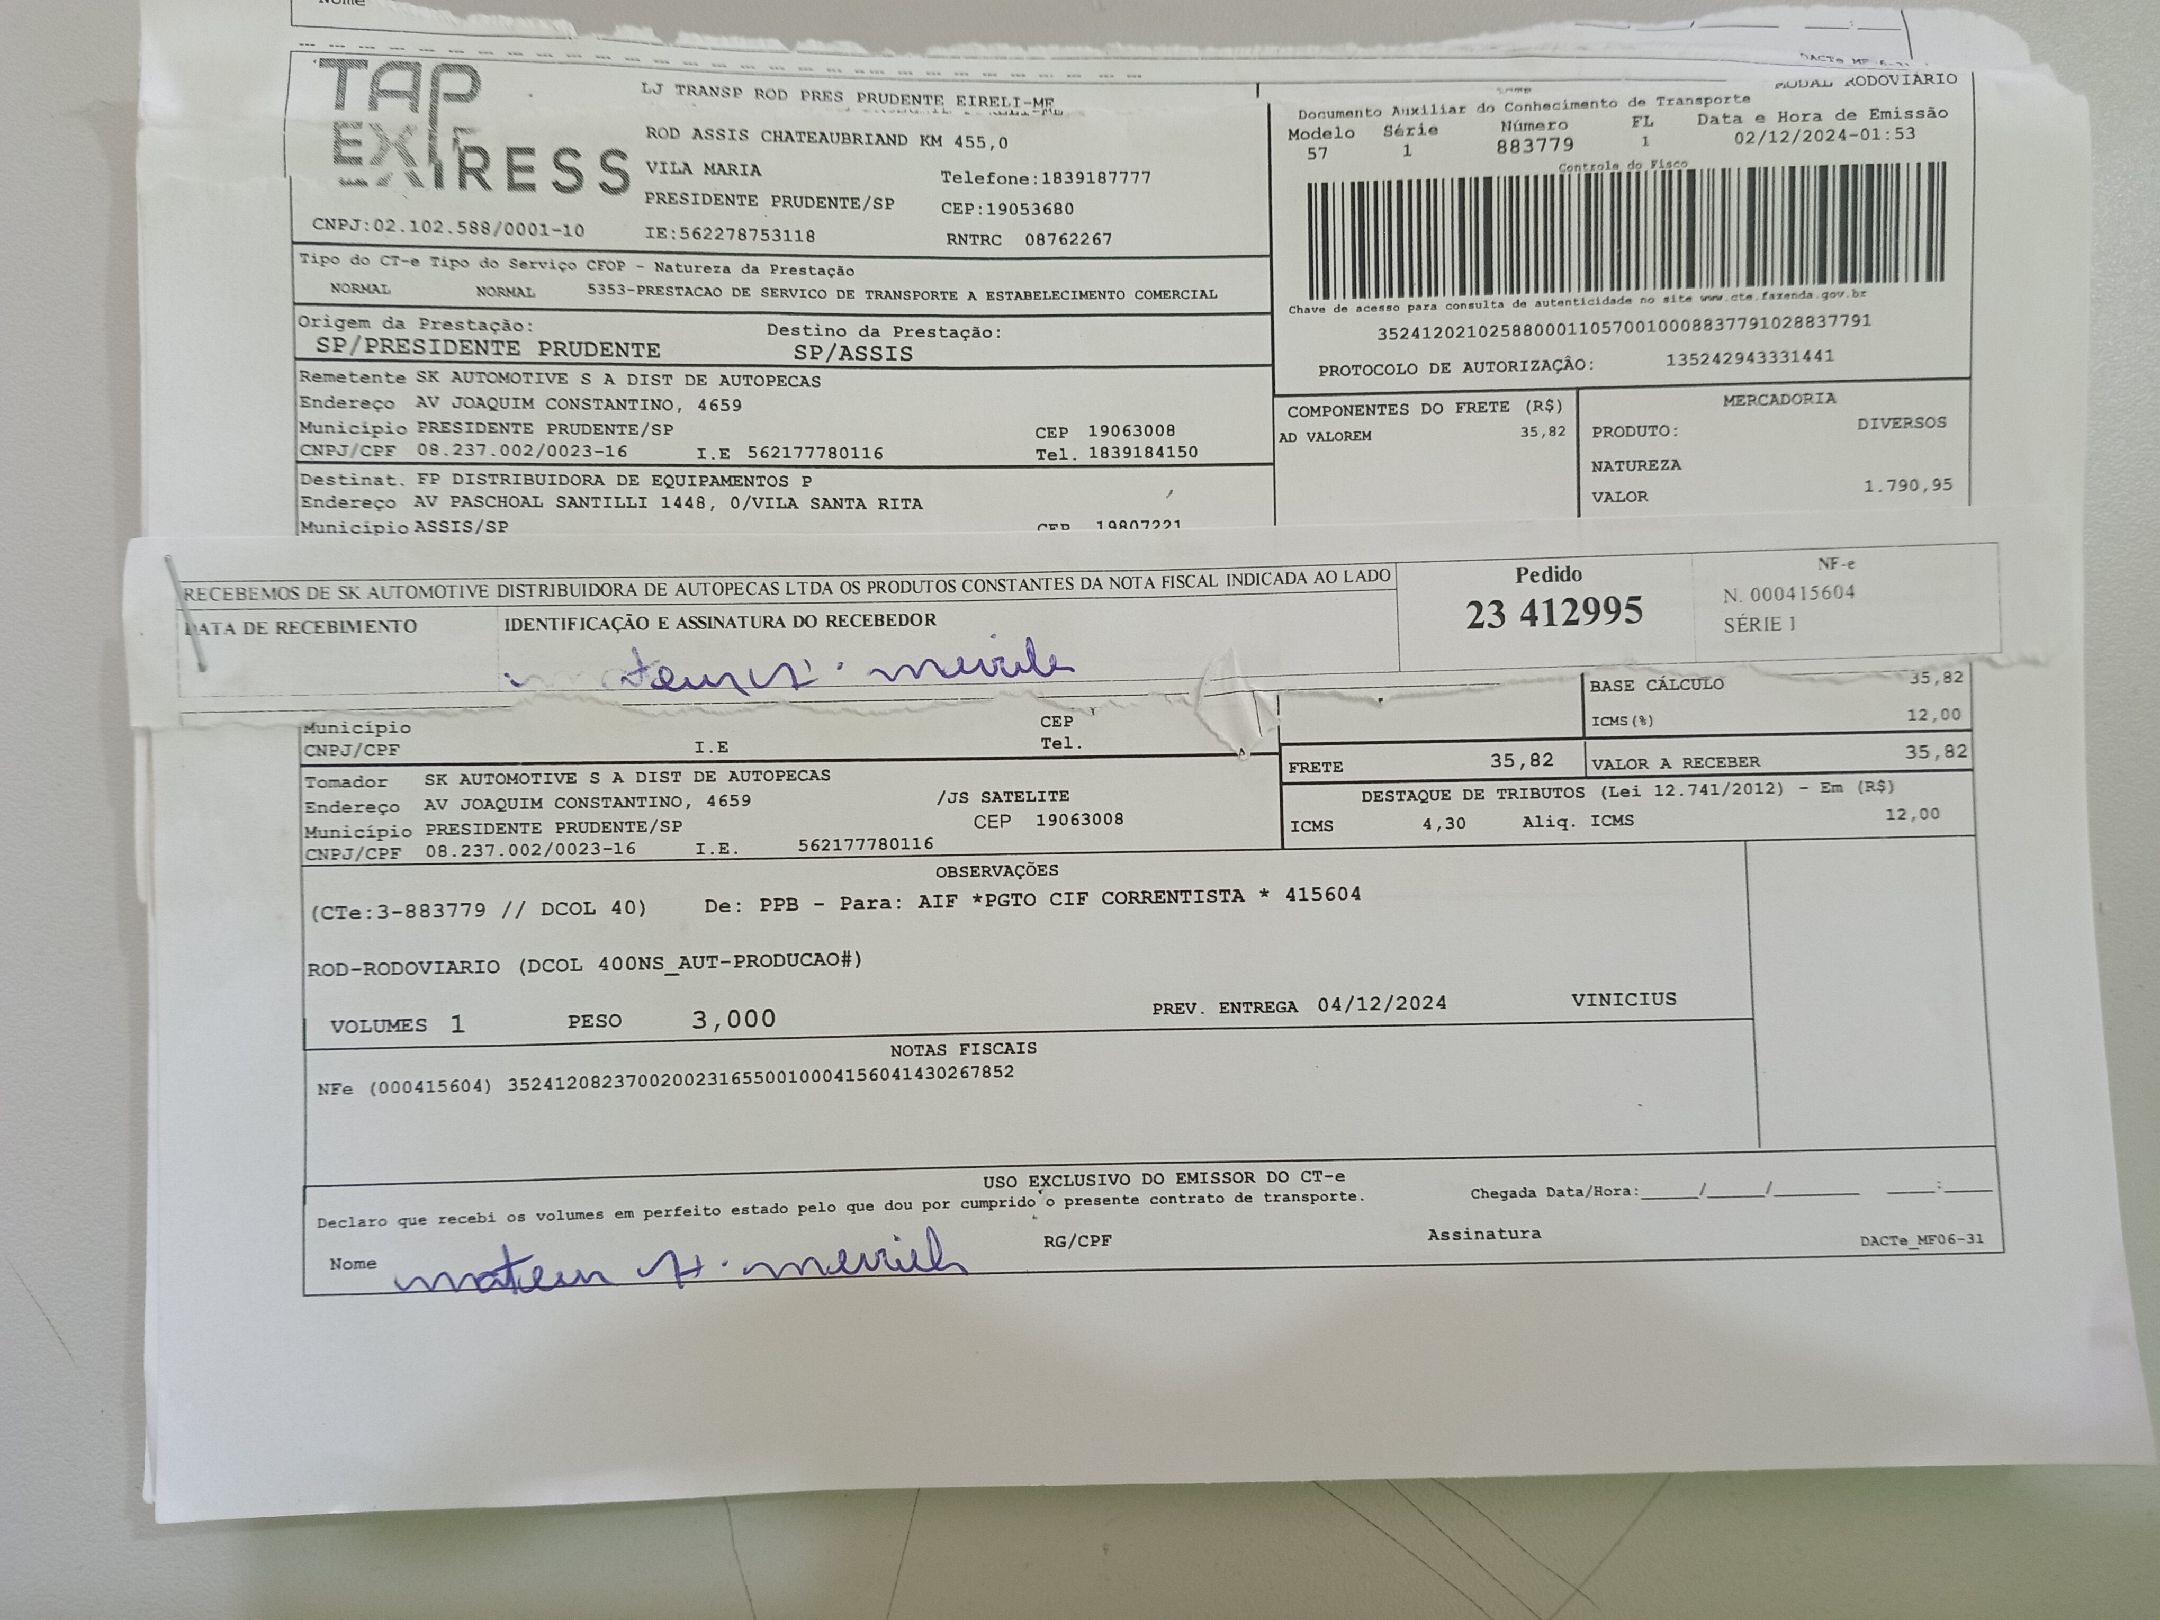 Nome
DACTe_MF
TAP
EXPRESS
LJ TRANSP ROD PRES PRUDENTE EIRELI-ME
ROD ASSIS CHATEAUBRIAND KM 455,0
VILA MARIA
Telefone:1839187777
PRESIDENTE PRUDENTE/SP
CEP:19053680
CNPJ:02.102.588/0001-10
IE:562278753118
RNTRC 08762267
MODAL RODOVIARIO
Documento Auxiliar do Conhecimento de Transporte
Modelo Série Número FL Data e Hora de Emissão
57 1 883779 1 02/12/2024-01:53
Controle do Fisco
Chave de acesso para consulta de autenticidade no site www.cte.fazenda.gov.br
35241202102588000110570010008837791028837791
PROTOCOLO DE AUTORIZAÇÃO: 135242943331441
Tipo do CT-e Tipo do Serviço CFOP - Natureza da Prestação
NORMAL NORMAL 5353-PRESTACAO DE SERVICO DE TRANSPORTE A ESTABELECIMENTO COMERCIAL
Origem da Prestação: Destino da Prestação:
SP/PRESIDENTE PRUDENTE SP/ASSIS
Remetente SK AUTOMOTIVE S A DIST DE AUTOPECAS
Endereço AV JOAQUIM CONSTANTINO, 4659
Município PRESIDENTE PRUDENTE/SP CEP 19063008
CNPJ/CPF 08.237.002/0023-16 I.E 562177780116 Tel. 1839184150
COMPONENTES DO FRETE (R$)
AD VALOREM 35,82
MERCADORIA
PRODUTO: DIVERSOS
NATUREZA
VALOR 1.790,95
Destinat. FP DISTRIBUIDORA DE EQUIPAMENTOS P
Endereço AV PASCHOAL SANTILLI 1448, 0/VILA SANTA RITA
Município ASSIS/SP CEP 19807221
RECEBEMOS DE SK AUTOMOTIVE DISTRIBUIDORA DE AUTOPECAS LTDA OS PRODUTOS CONSTANTES DA NOTA FISCAL INDICADA AO LADO
DATA DE RECEBIMENTO IDENTIFICAÇÃO E ASSINATURA DO RECEBEDOR
Pedido
23 412995
NF-e
N. 000415604
SÉRIE 1
BASE CÁLCULO 35,82
ICMS(%) 12,00
Município CEP
CNPJ/CPF I.E Tel.
FRETE 35,82 VALOR A RECEBER 35,82
Tomador SK AUTOMOTIVE S A DIST DE AUTOPECAS
Endereço AV JOAQUIM CONSTANTINO, 4659 /JS SATELITE
Município PRESIDENTE PRUDENTE/SP CEP 19063008
CNPJ/CPF 08.237.002/0023-16 I.E. 562177780116
DESTAQUE DE TRIBUTOS (Lei 12.741/2012) - Em (R$)
ICMS 4,30 Aliq. ICMS 12,00
OBSERVAÇÕES
(CTe:3-883779 // DCOL 40) De: PPB - Para: AIF *PGTO CIF CORRENTISTA * 415604
ROD-RODOVIARIO (DCOL 400NS_AUT-PRODUCAO#)
VOLUMES 1 PESO 3,000 PREV. ENTREGA 04/12/2024 VINICIUS
NOTAS FISCAIS
NFe (000415604) 35241208237002002316550010004156041430267852
USO EXCLUSIVO DO EMISSOR DO CT-e
Declaro que recebi os volumes em perfeito estado pelo que dou por cumprido o presente contrato de transporte.
Chegada Data/Hora:____/____/______ ____:____
Nome RG/CPF Assinatura
DACTe_MF06-31